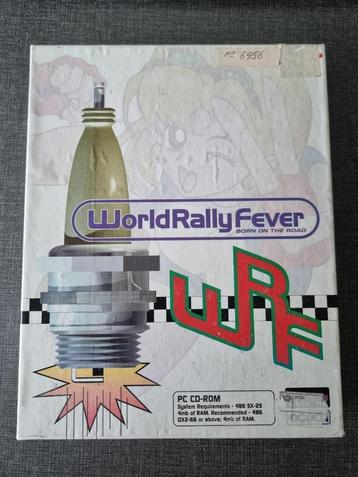 No 6956
WorldRallyFever
BORN ON THE ROAD
WRF
PC CD-ROM
System Requirements - 486 SX-25
4mb of RAM. Recommended - 486
DX2-66 or above; 4mb of RAM.